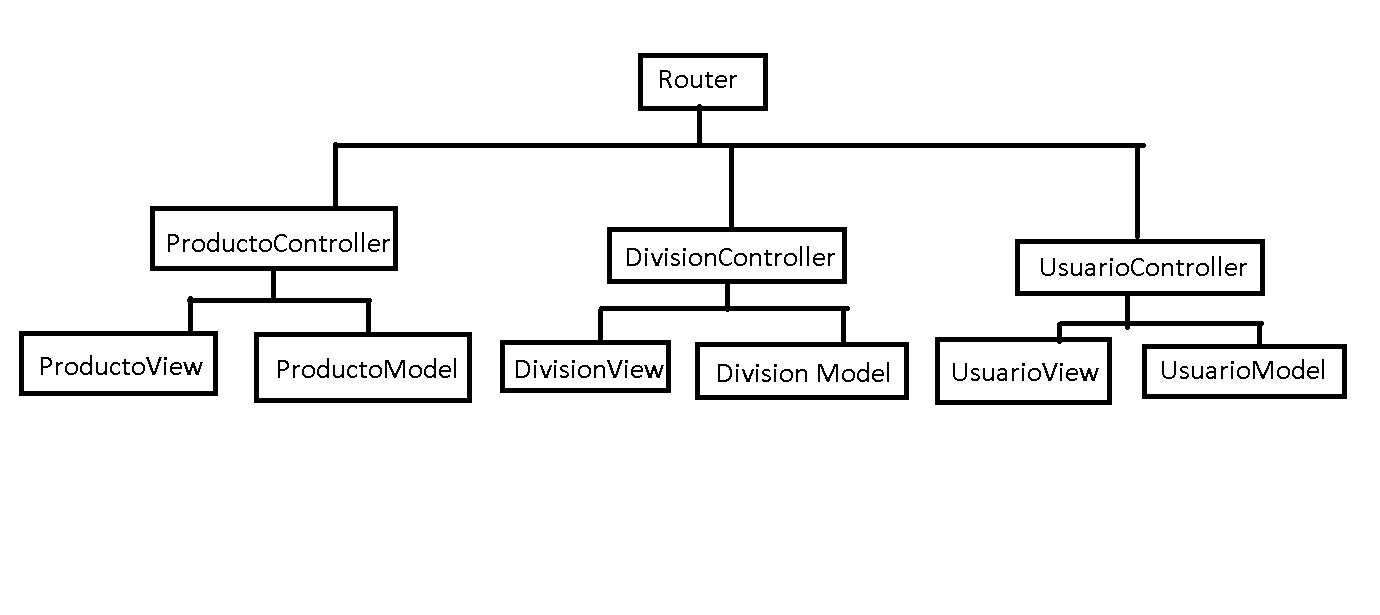 Router
ProductoController
DivisionController
UsuarioController
ProductoView
ProductoModel
DivisionView
Division Model
UsuarioView
UsuarioModel